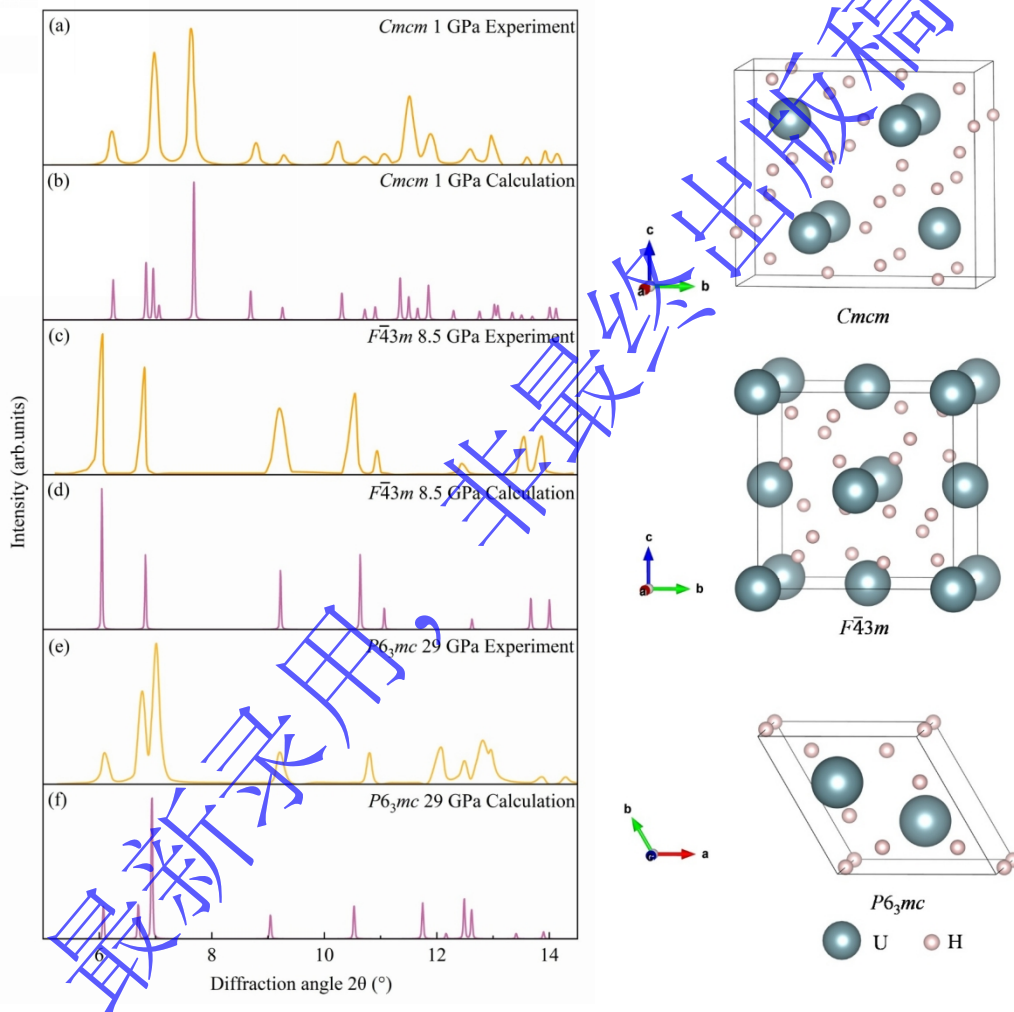 (a)
Cmcm 1 GPa Experiment
(b)
Cmcm 1 GPa Calculation
(c)
F4̅3m 8.5 GPa Experiment
(d)
F4̅3m 8.5 GPa Calculation
(e)
P6₃mc 29 GPa Experiment
(f)
P6₃mc 29 GPa Calculation
Intensity (arb.units)
6 8 10 12 14
Diffraction angle 2θ (°)
c
a b
Cmcm
c
a b
F4̅3m
b
c a
P6₃mc
U H
最新录用,非最终出版稿